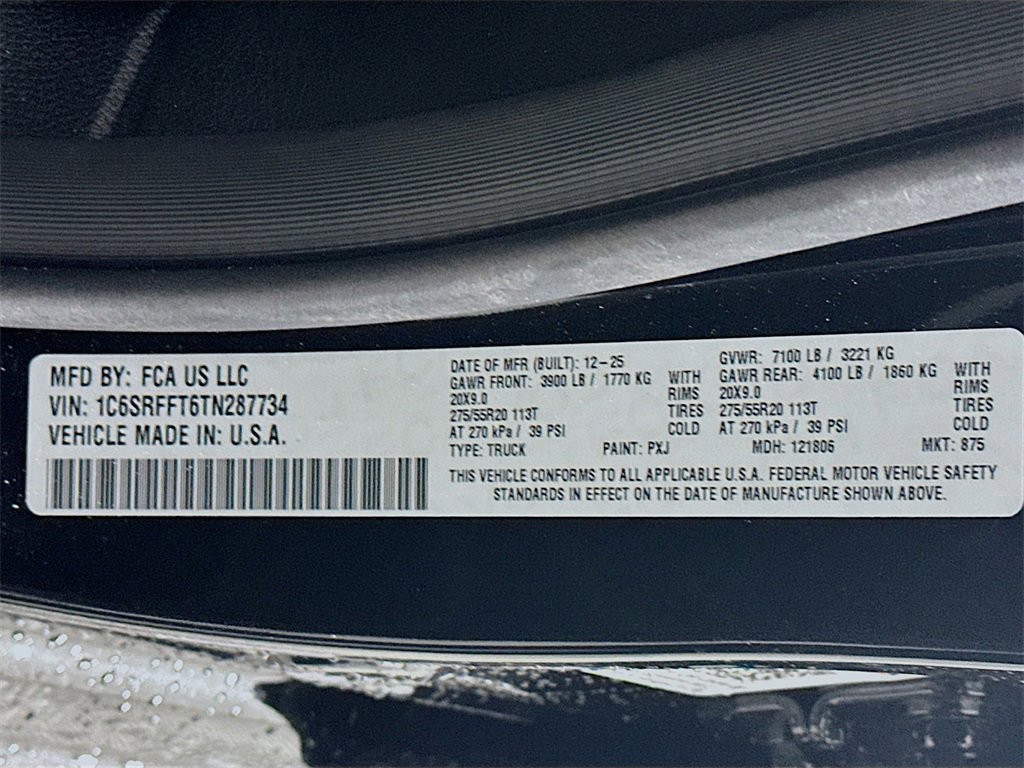 MFD BY: FCA US LLC
VIN: 1C6SRFFT6TN287734
VEHICLE MADE IN: U.S.A.
DATE OF MFR (BUILT): 12-25
GAWR FRONT: 3900 LB / 1770 KG WITH
20X9.0 RIMS
275/55R20 113T TIRES
AT 270 kPa / 39 PSI COLD
GVWR: 7100 LB / 3221 KG
GAWR REAR: 4100 LB / 1860 KG WITH
20X9.0 RIMS
275/55R20 113T TIRES
AT 270 kPa / 39 PSI COLD
TYPE: TRUCK PAINT: PXJ MDH: 121806 MKT: 875
THIS VEHICLE CONFORMS TO ALL APPLICABLE U.S.A. FEDERAL MOTOR VEHICLE SAFETY
STANDARDS IN EFFECT ON THE DATE OF MANUFACTURE SHOWN ABOVE.